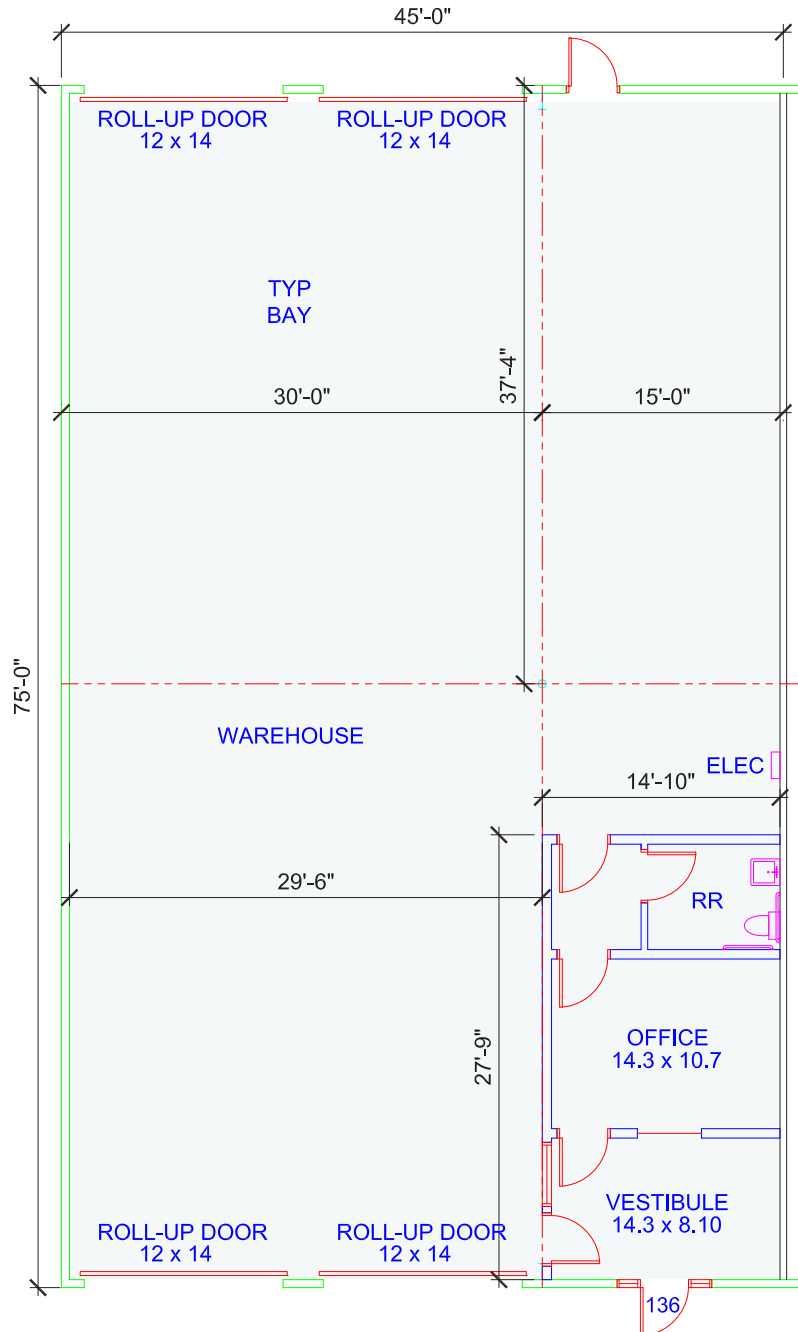 45'-0"
ROLL-UP DOOR
12 x 14
ROLL-UP DOOR
12 x 14
TYP
BAY
37'-4"
30'-0"
15'-0"
75'-0"
WAREHOUSE
ELEC
14'-10"
29'-6"
RR
27'-9"
OFFICE
14.3 x 10.7
VESTIBULE
14.3 x 8.10
ROLL-UP DOOR
12 x 14
ROLL-UP DOOR
12 x 14
136